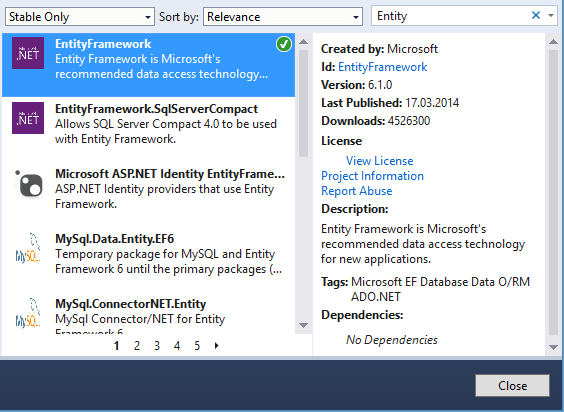 Stable Only
Sort by: Relevance
Entity
.NET
EntityFramework
Entity Framework is Microsoft's
recommended data access technology...
.NET
EntityFramework.SqlServerCompact
Allows SQL Server Compact 4.0 to be used
with Entity Framework.
Microsoft ASP.NET Identity EntityFrame...
ASP.NET Identity providers that use Entity
Framework.
MySQL
MySql.Data.Entity.EF6
Temporary package for MySQL and Entity
Framework 6 until the primary packages (...
MySQL
MySql.ConnectorNET.Entity
MySql Connector/NET for Entity
Framework 6
1 2 3 4 5
Created by: Microsoft
Id: EntityFramework
Version: 6.1.0
Last Published: 17.03.2014
Downloads: 4526300
License
View License
Project Information
Report Abuse
Description:
Entity Framework is Microsoft's
recommended data access technology
for new applications.
Tags: Microsoft EF Database Data O/RM
ADO.NET
Dependencies:
No Dependencies
Close